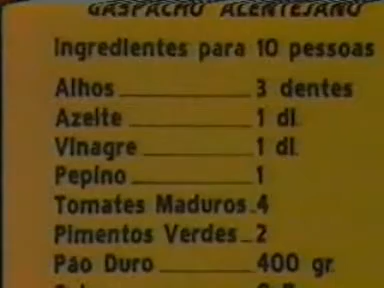 GASPACHO ALENTEJANO
Ingredientes para 10 pessoas
Alhos 3 dentes
Azeite 1 dl.
Vinagre 1 dl.
Pepino 1
Tomates Maduros 4
Pimentos Verdes 2
Pão Duro 400 gr.